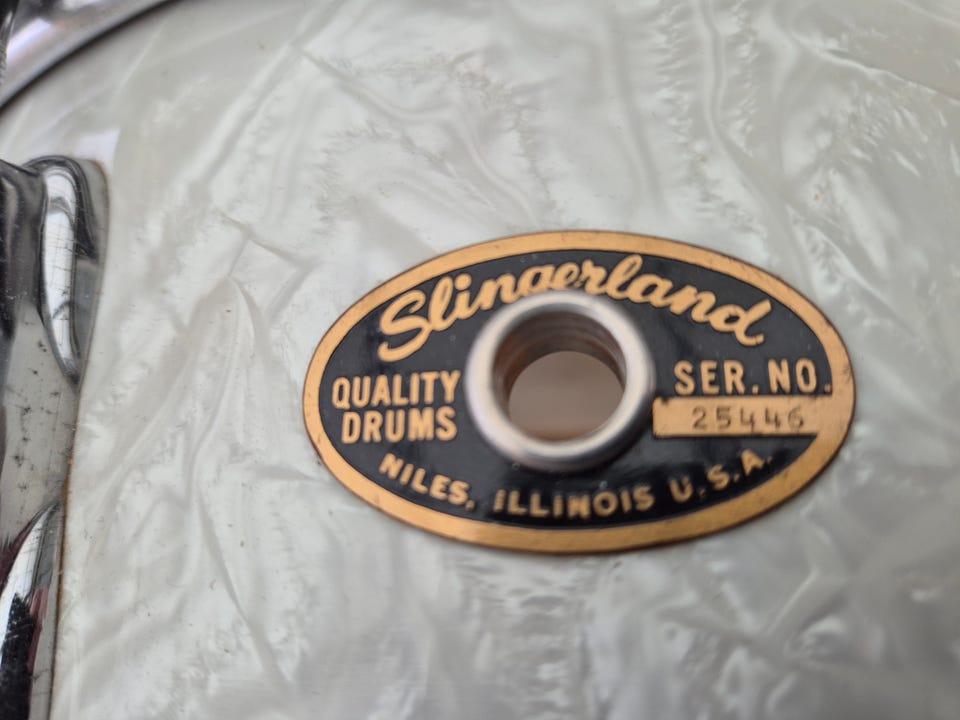 Slingerland
QUALITY
DRUMS
SER. NO.
25446
NILES, ILLINOIS U.S.A.